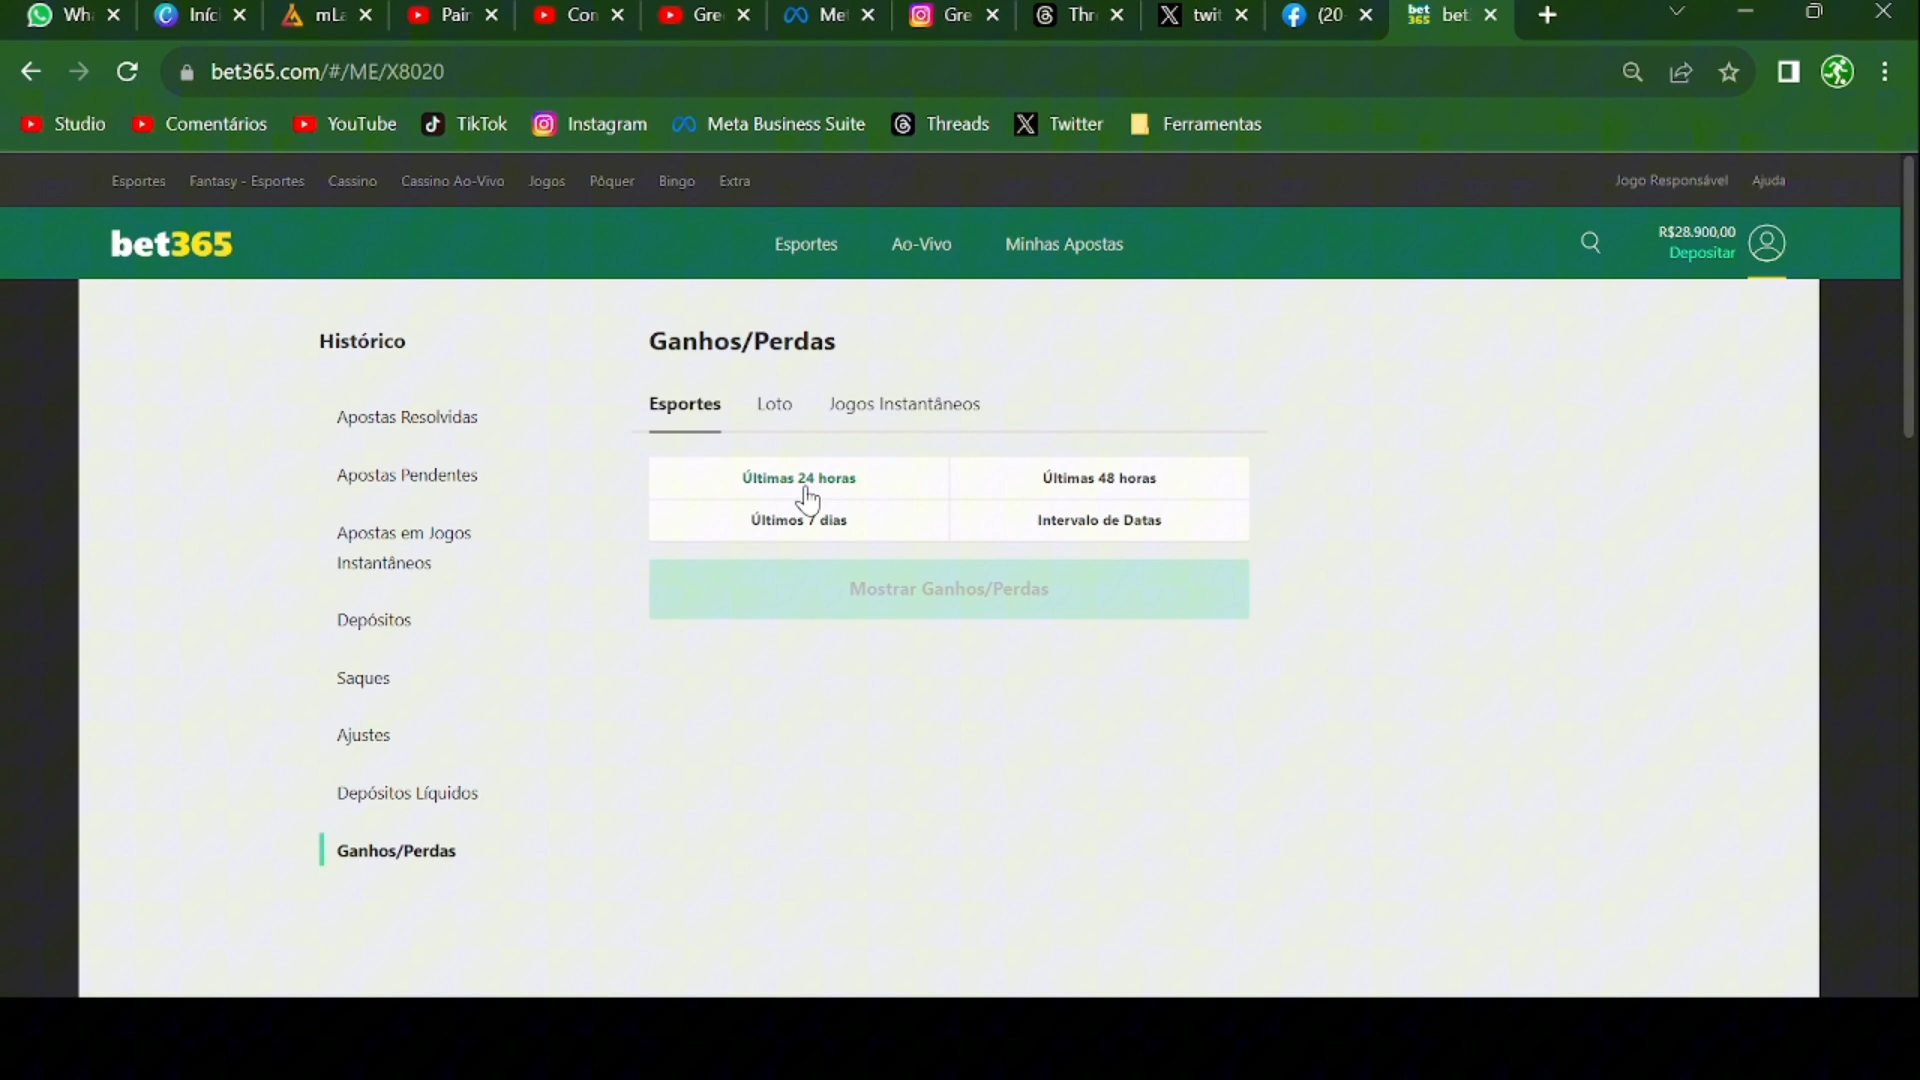 Wh
Iníc
mLa
Pair
Con
Gre
Met
Gre
Thr
twit
(20
bet
bet365.com/#/ME/X8020
Studio Comentários YouTube TikTok Instagram Meta Business Suite Threads Twitter Ferramentas
Esportes Fantasy - Esportes Cassino Cassino Ao-Vivo Jogos Pôquer Bingo Extra Jogo Responsável Ajuda
bet365 Esportes Ao-Vivo Minhas Apostas R$28.900,00
Depositar
Histórico
Apostas Resolvidas
Apostas Pendentes
Apostas em Jogos
Instantâneos
Depósitos
Saques
Ajustes
Depósitos Líquidos
Ganhos/Perdas
Ganhos/Perdas
Esportes Loto Jogos Instantâneos
Últimas 24 horas Últimas 48 horas
Últimos 7 dias Intervalo de Datas
Mostrar Ganhos/Perdas